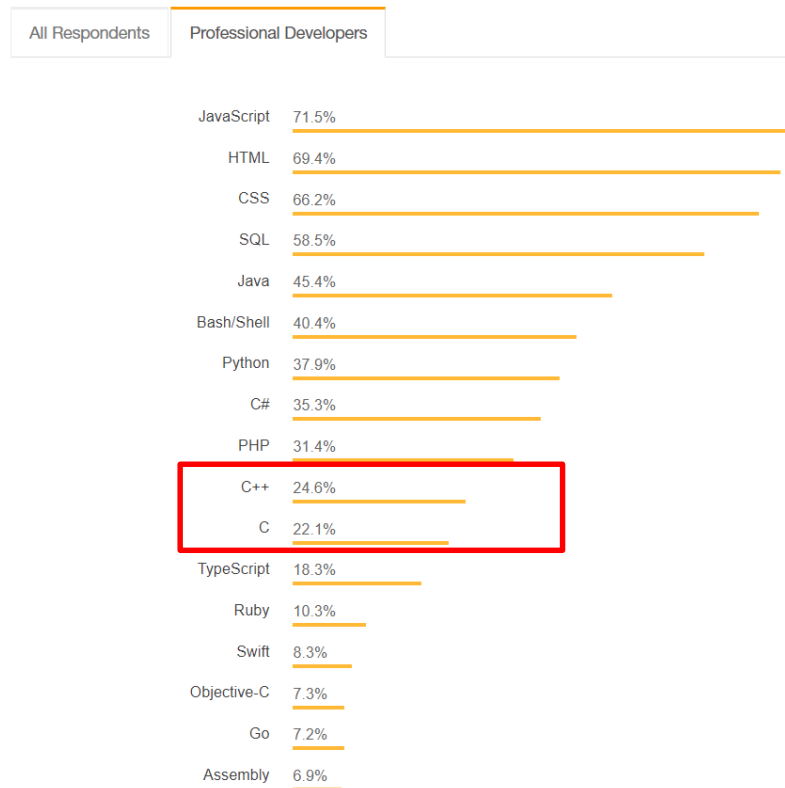 All Respondents Professional Developers
JavaScript 71.5%
HTML 69.4%
CSS 66.2%
SQL 58.5%
Java 45.4%
Bash/Shell 40.4%
Python 37.9%
C# 35.3%
PHP 31.4%
C++ 24.6%
C 22.1%
TypeScript 18.3%
Ruby 10.3%
Swift 8.3%
Objective-C 7.3%
Go 7.2%
Assembly 6.9%